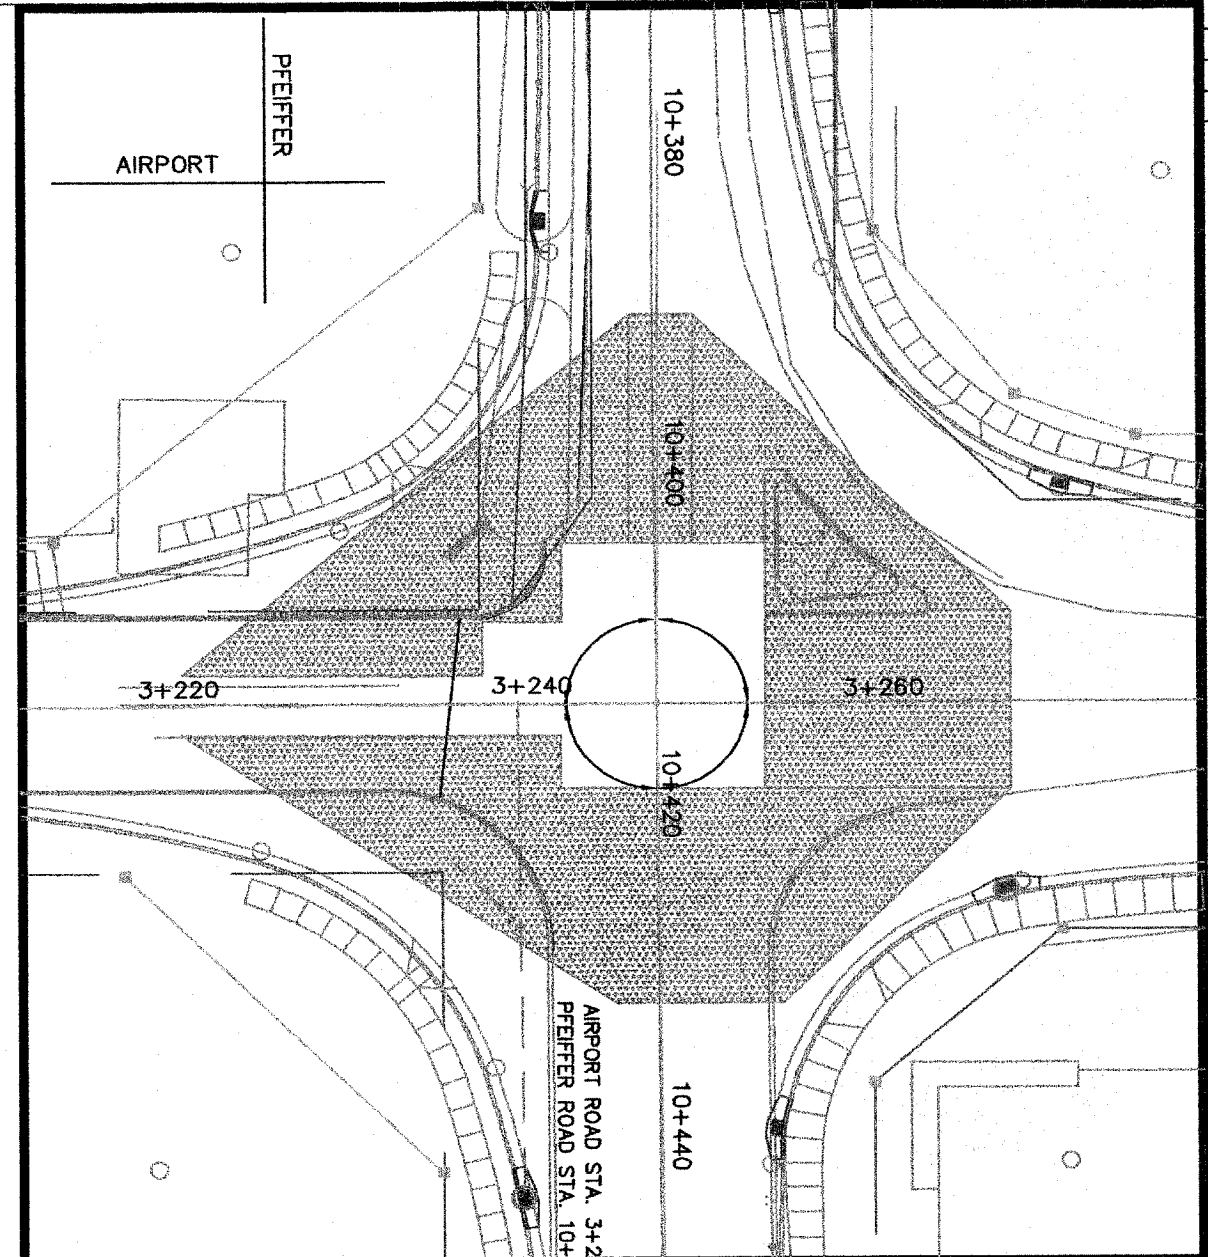 PFEIFFER
AIRPORT
10+380
10+400
3+220
3+240
3+260
10+420
10+440
AIRPORT ROAD STA. 3+2
PFEIFFER ROAD STA. 10+